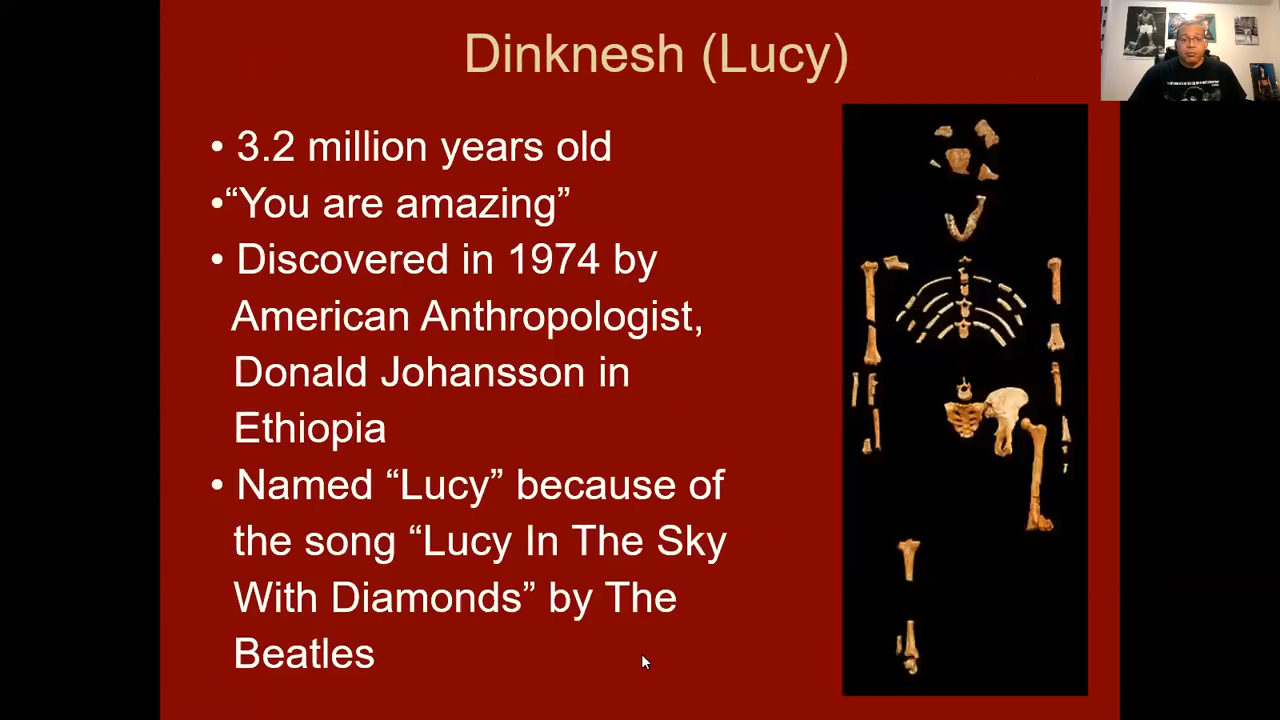 Dinknesh (Lucy)
• 3.2 million years old
•“You are amazing”
• Discovered in 1974 by
American Anthropologist,
Donald Johansson in
Ethiopia
• Named “Lucy” because of
the song “Lucy In The Sky
With Diamonds” by The
Beatles